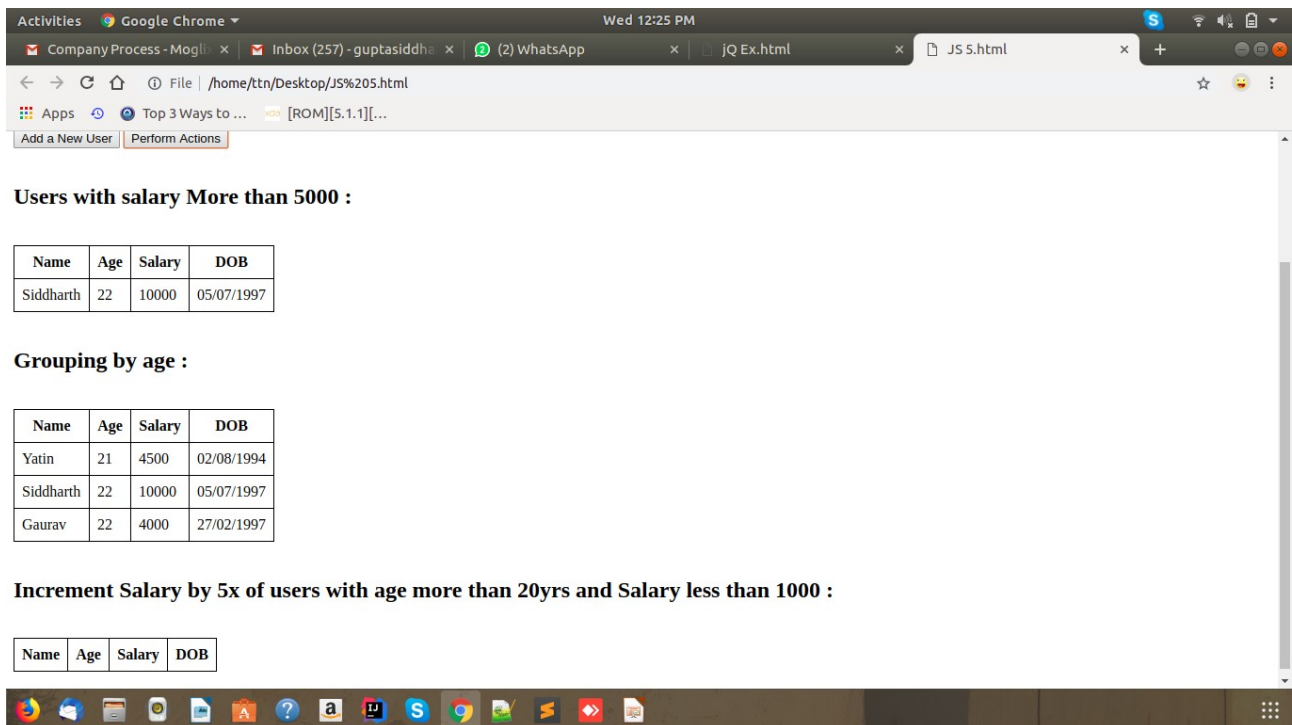 Activities Google Chrome Wed 12:25 PM
Company Process - Mogli Inbox (257) - guptasiddha (2) WhatsApp jQ Ex.html JS 5.html
File /home/ttn/Desktop/JS%205.html
Apps Top 3 Ways to ... [ROM][5.1.1][...
Add a New User Perform Actions
Users with salary More than 5000 :
Name Age Salary DOB
Siddharth 22 10000 05/07/1997
Grouping by age :
Name Age Salary DOB
Yatin 21 4500 02/08/1994
Siddharth 22 10000 05/07/1997
Gaurav 22 4000 27/02/1997
Increment Salary by 5x of users with age more than 20yrs and Salary less than 1000 :
Name Age Salary DOB